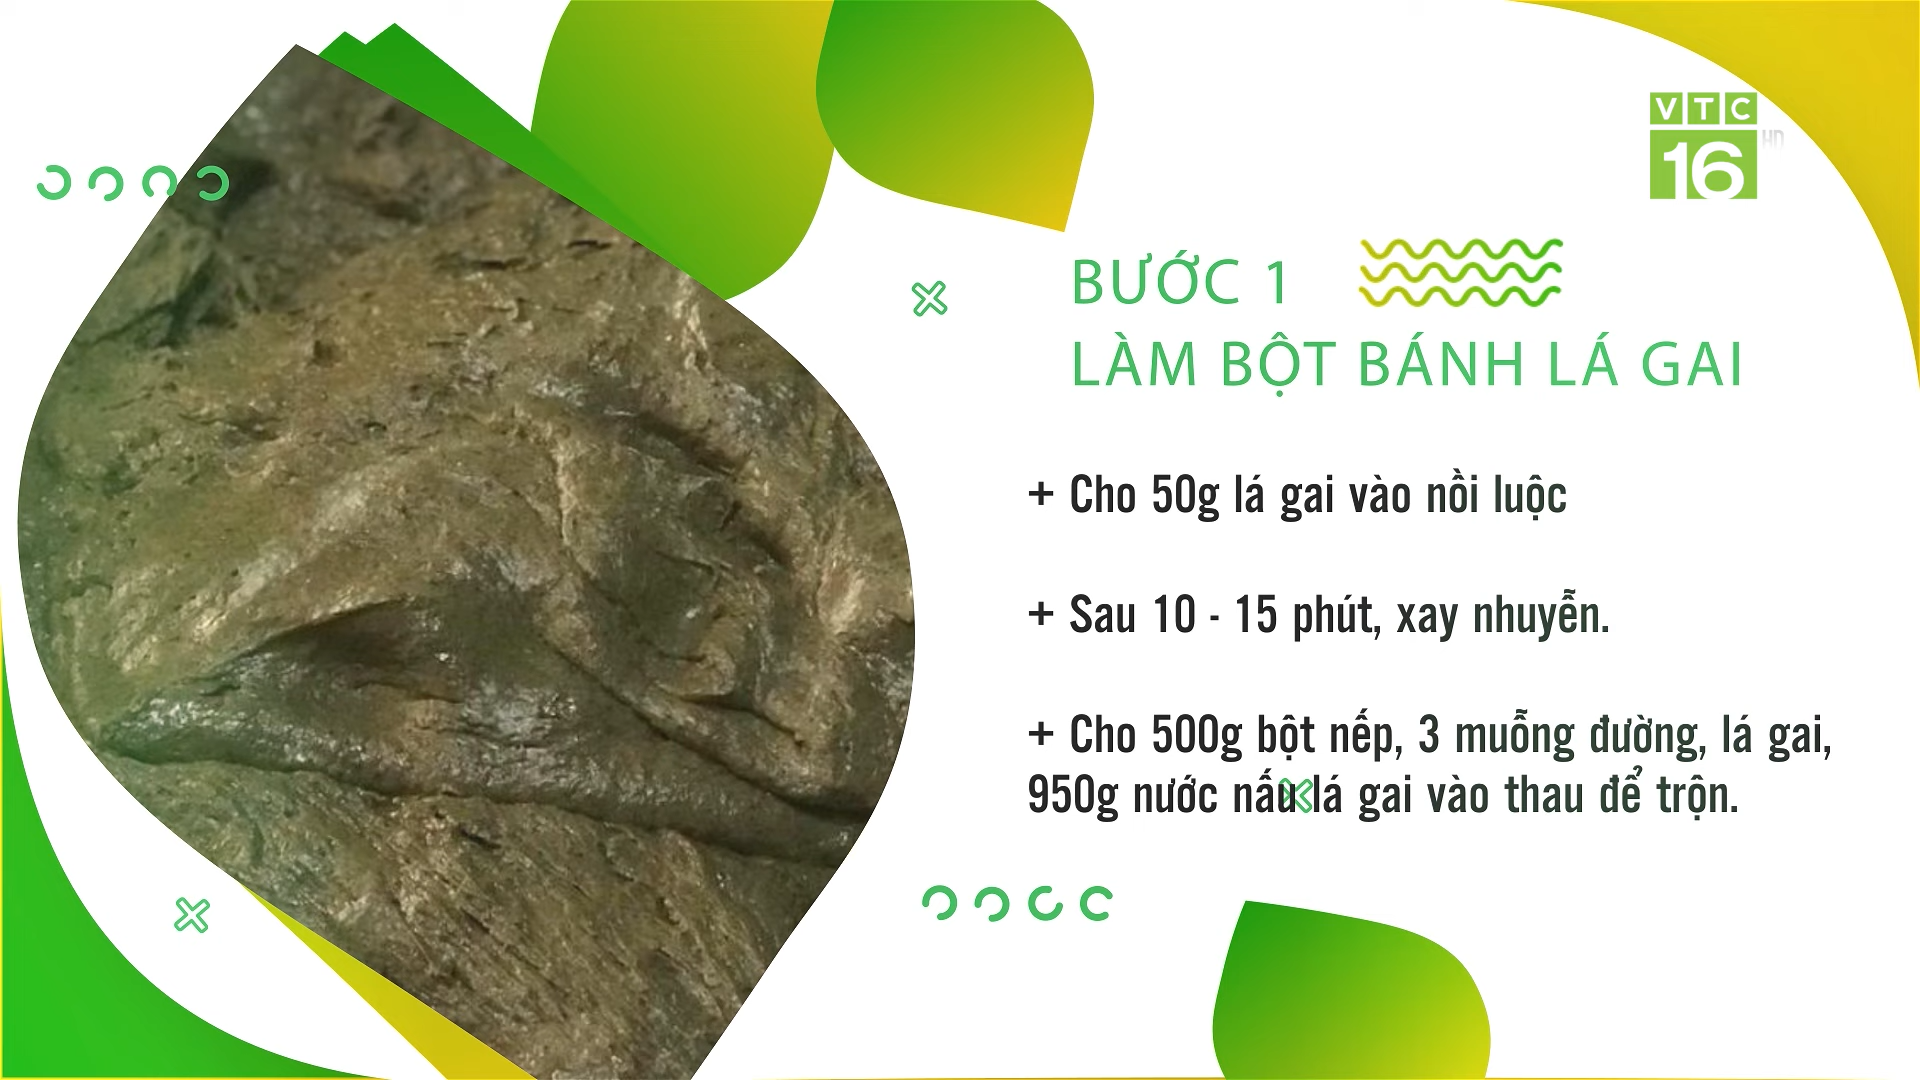 VTC
16
HD
BƯỚC 1
LÀM BỘT BÁNH LÁ GAI
+ Cho 50g lá gai vào nồi luộc
+ Sau 10 - 15 phút, xay nhuyễn.
+ Cho 500g bột nếp, 3 muỗng đường, lá gai,
950g nước nấu lá gai vào thau để trộn.